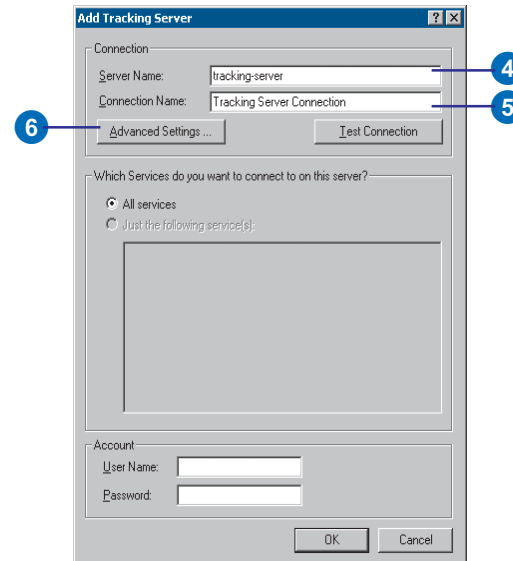 Add Tracking Server
Connection
Server Name: tracking-server 4
Connection Name: Tracking Server Connection 5
6 Advanced Settings ... Test Connection
Which Services do you want to connect to on this server?
All services
Just the following service(s):
Account
User Name:
Password:
OK Cancel